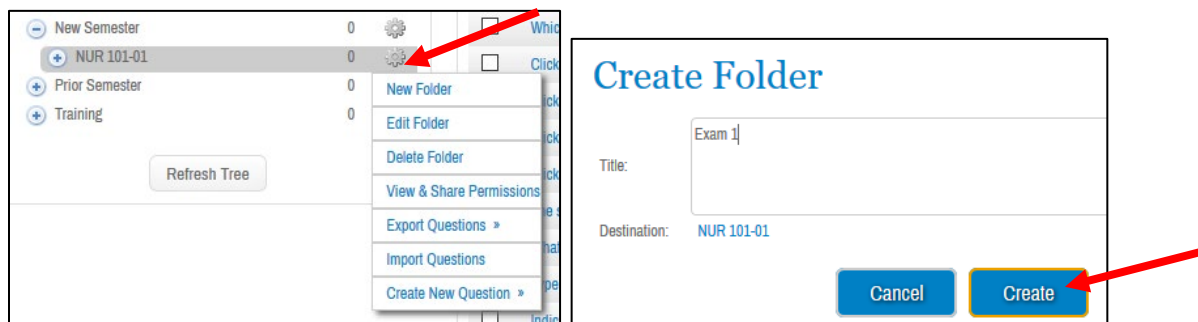 New Semester 0
NUR 101-01 0
Prior Semester 0
Training 0
Refresh Tree
New Folder
Edit Folder
Delete Folder
View & Share Permissions
Export Questions »
Import Questions
Create New Question »
Click
Create Folder
Title:
Exam 1
Destination: NUR 101-01
Cancel Create